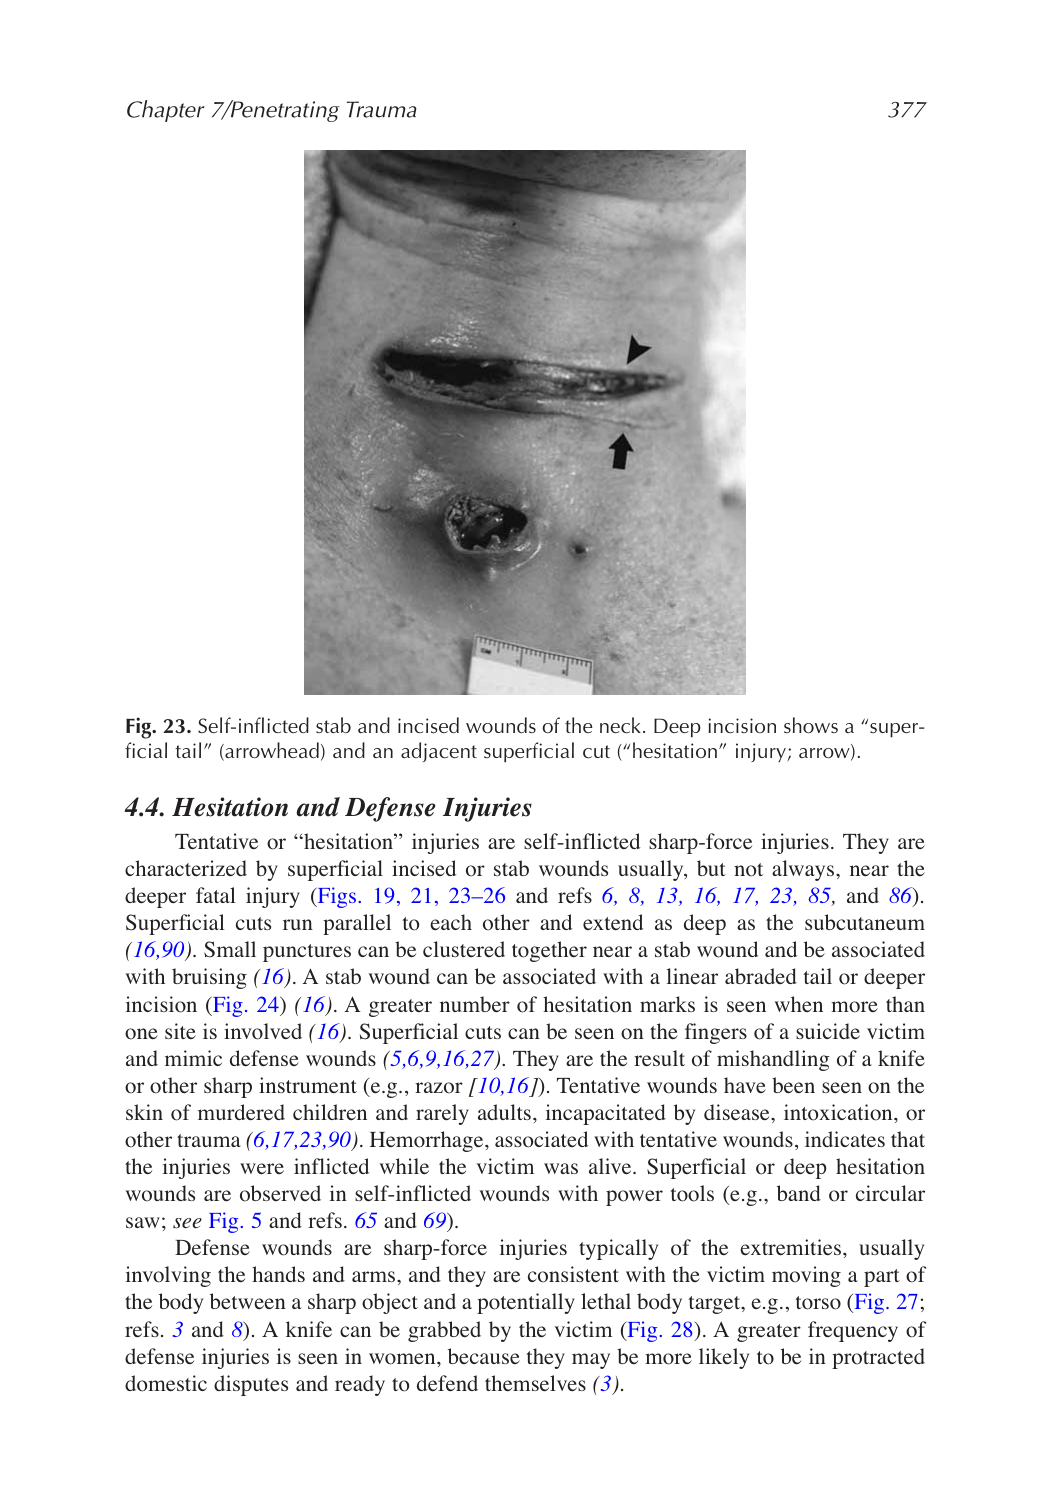 Chapter 7/Penetrating Trauma 377
Fig. 23. Self-inflicted stab and incised wounds of the neck. Deep incision shows a “super-
ficial tail” (arrowhead) and an adjacent superficial cut (“hesitation” injury; arrow).
4.4. Hesitation and Defense Injuries
Tentative or “hesitation” injuries are self-inflicted sharp-force injuries. They are
characterized by superficial incised or stab wounds usually, but not always, near the
deeper fatal injury (Figs. 19, 21, 23–26 and refs 6, 8, 13, 16, 17, 23, 85, and 86).
Superficial cuts run parallel to each other and extend as deep as the subcutaneum
(16,90). Small punctures can be clustered together near a stab wound and be associated
with bruising (16). A stab wound can be associated with a linear abraded tail or deeper
incision (Fig. 24) (16). A greater number of hesitation marks is seen when more than
one site is involved (16). Superficial cuts can be seen on the fingers of a suicide victim
and mimic defense wounds (5,6,9,16,27). They are the result of mishandling of a knife
or other sharp instrument (e.g., razor [10,16]). Tentative wounds have been seen on the
skin of murdered children and rarely adults, incapacitated by disease, intoxication, or
other trauma (6,17,23,90). Hemorrhage, associated with tentative wounds, indicates that
the injuries were inflicted while the victim was alive. Superficial or deep hesitation
wounds are observed in self-inflicted wounds with power tools (e.g., band or circular
saw; see Fig. 5 and refs. 65 and 69).
Defense wounds are sharp-force injuries typically of the extremities, usually
involving the hands and arms, and they are consistent with the victim moving a part of
the body between a sharp object and a potentially lethal body target, e.g., torso (Fig. 27;
refs. 3 and 8). A knife can be grabbed by the victim (Fig. 28). A greater frequency of
defense injuries is seen in women, because they may be more likely to be in protracted
domestic disputes and ready to defend themselves (3).